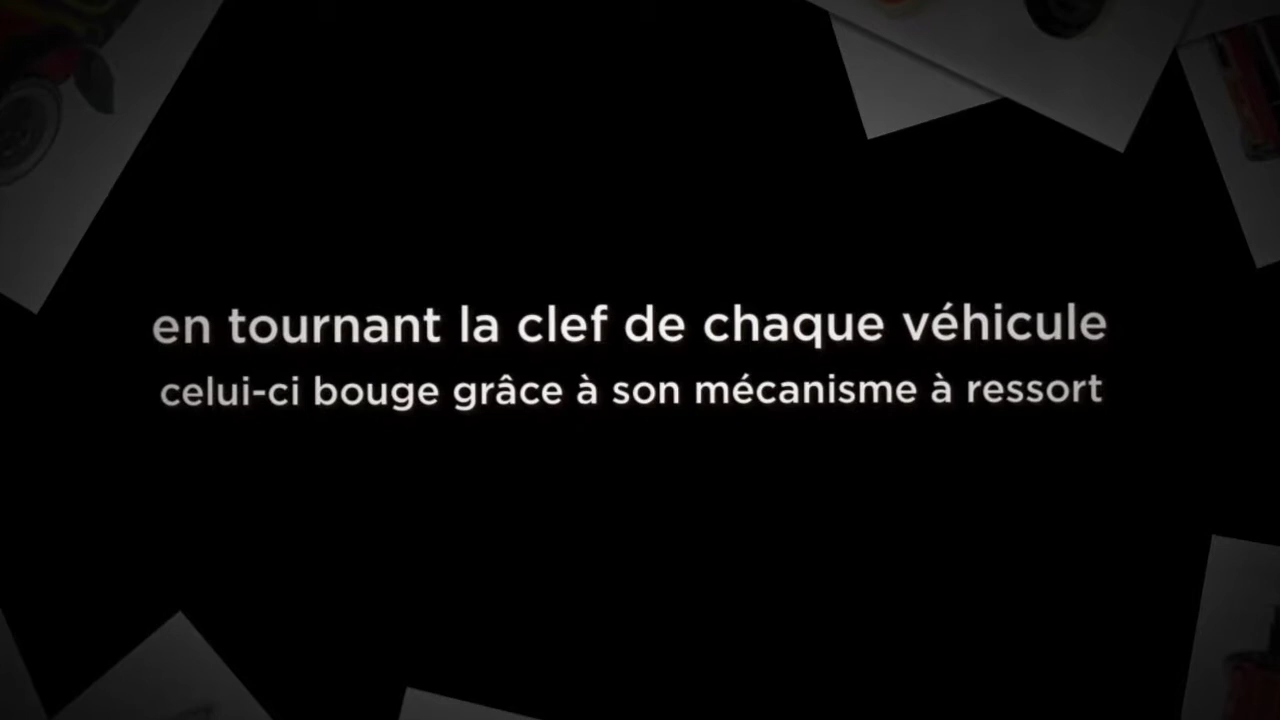 en tournant la clef de chaque véhicule
celui-ci bouge grâce à son mécanisme à ressort